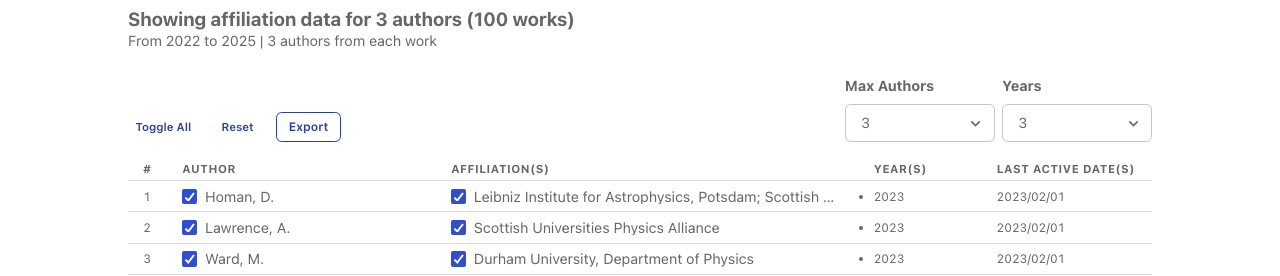 Showing affiliation data for 3 authors (100 works)
From 2022 to 2025 | 3 authors from each work
Max Authors Years
Toggle All Reset Export 3 3
# AUTHOR AFFILIATION(S) YEAR(S) LAST ACTIVE DATE(S)
1 Homan, D. Leibniz Institute for Astrophysics, Potsdam; Scottish ... • 2023 2023/02/01
2 Lawrence, A. Scottish Universities Physics Alliance • 2023 2023/02/01
3 Ward, M. Durham University, Department of Physics • 2023 2023/02/01